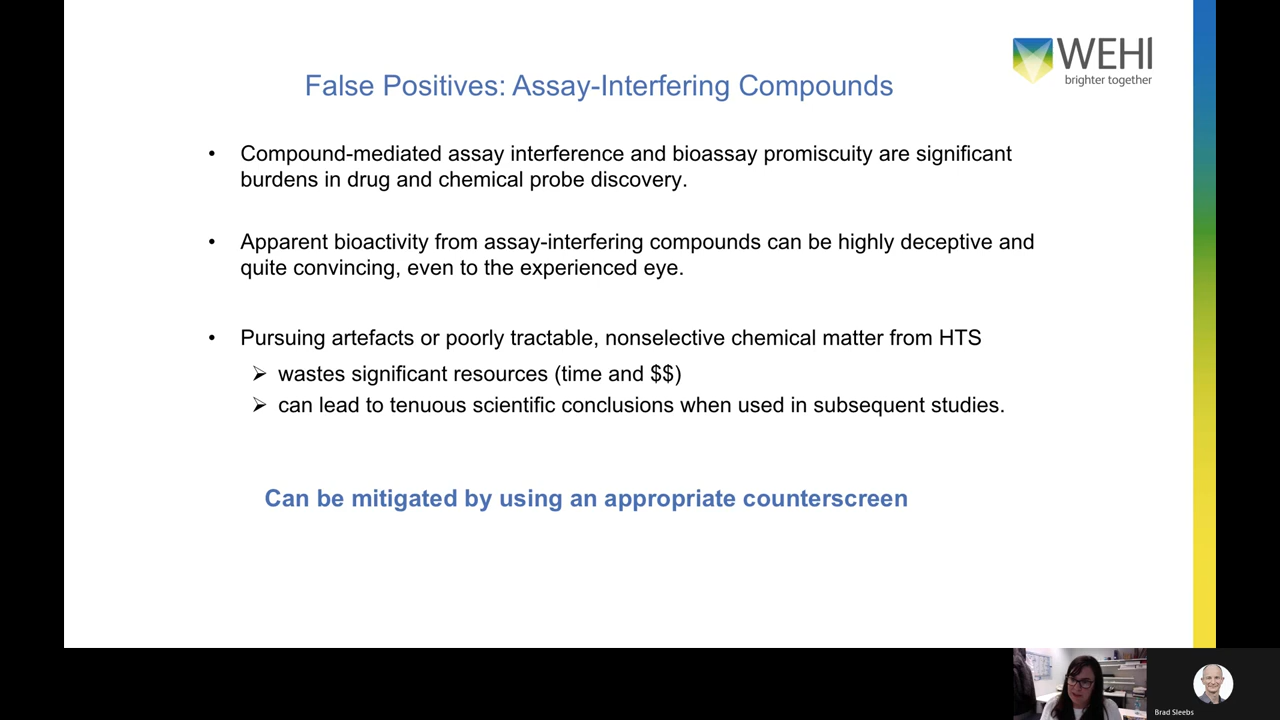 WEHI
brighter together
False Positives: Assay-Interfering Compounds
• Compound-mediated assay interference and bioassay promiscuity are significant
burdens in drug and chemical probe discovery.
• Apparent bioactivity from assay-interfering compounds can be highly deceptive and
quite convincing, even to the experienced eye.
• Pursuing artefacts or poorly tractable, nonselective chemical matter from HTS
➢ wastes significant resources (time and $$)
➢ can lead to tenuous scientific conclusions when used in subsequent studies.
Can be mitigated by using an appropriate counterscreen
Brad Sleebs